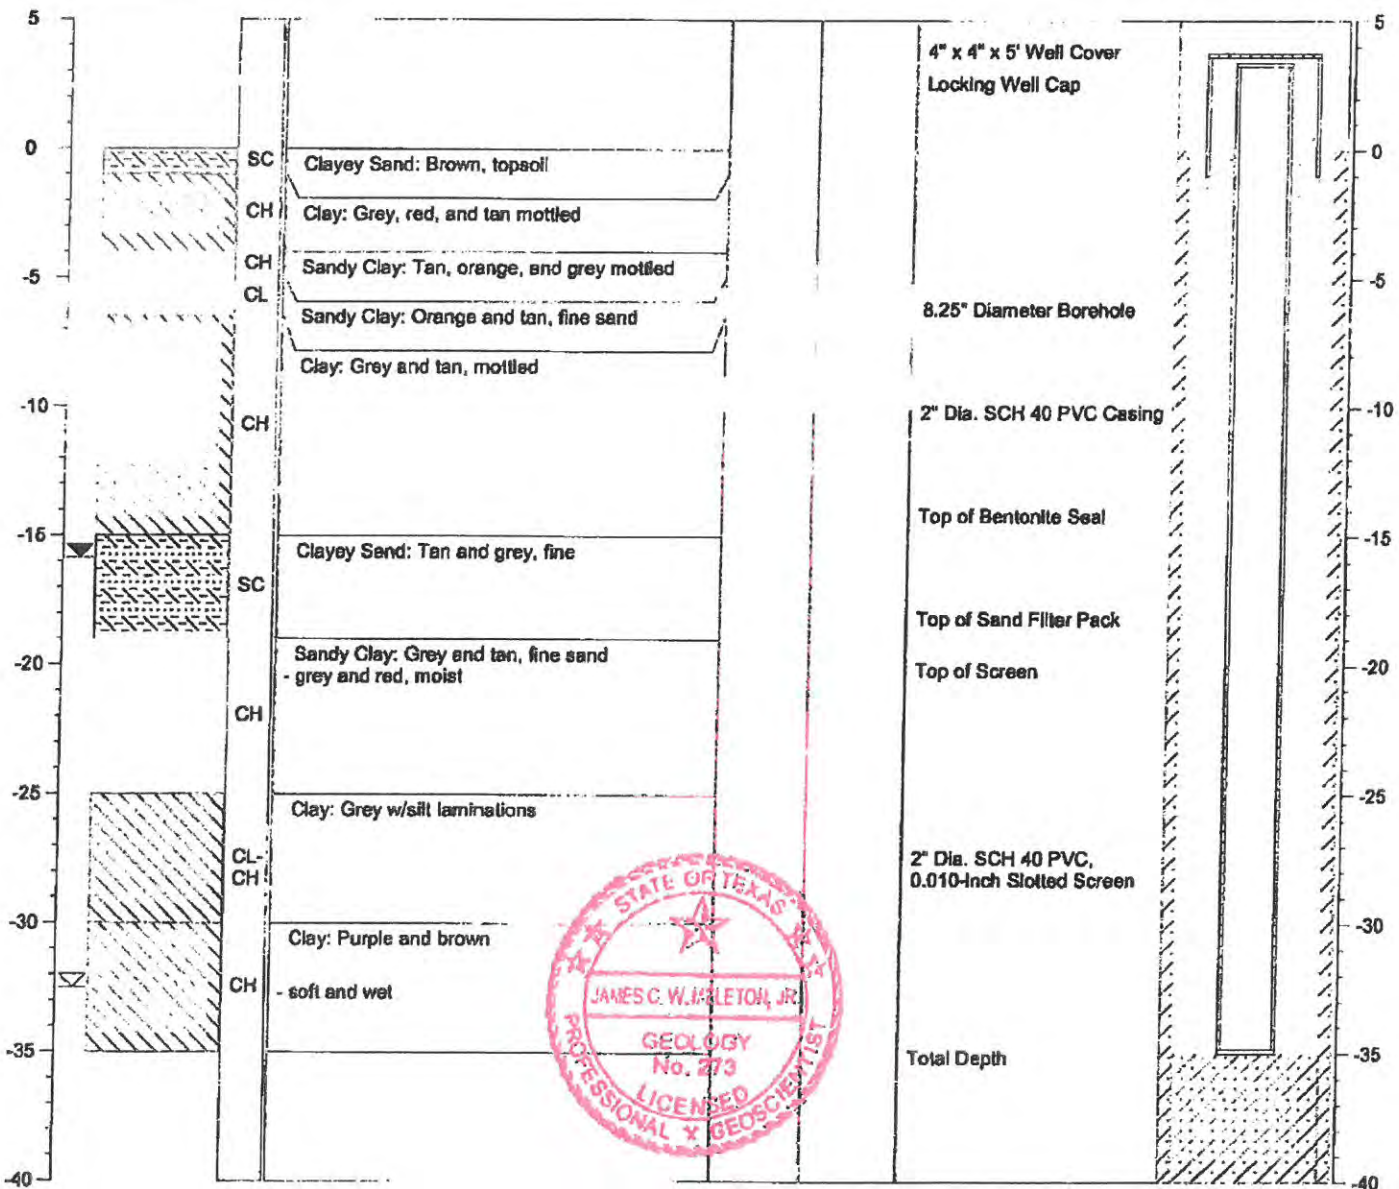 5
0
-5
-10
-15
-20
-25
-30
-35
-40
SC
CH
CH
CL
CH
SC
CH
CL-
CH
CH
Clayey Sand: Brown, topsoil
Clay: Grey, red, and tan mottled
Sandy Clay: Tan, orange, and grey mottled
Sandy Clay: Orange and tan, fine sand
Clay: Grey and tan, mottled
Clayey Sand: Tan and grey, fine
Sandy Clay: Grey and tan, fine sand
- grey and red, moist
Clay: Grey w/silt laminations
Clay: Purple and brown
- soft and wet
STATE OF TEXAS
JAMES C. JR
GEOLOGY
No. 273
LICENSED
PROFESSIONAL GEOSCIENTIST
4" x 4" x 5' Well Cover
Locking Well Cap
8.25" Diameter Borehole
2" Dia. SCH 40 PVC Casing
Top of Bentonite Seal
Top of Sand Filter Pack
Top of Screen
2" Dia. SCH 40 PVC,
0.010-Inch Slotted Screen
Total Depth
5
0
-5
-10
-15
-20
-25
-30
-35
-40